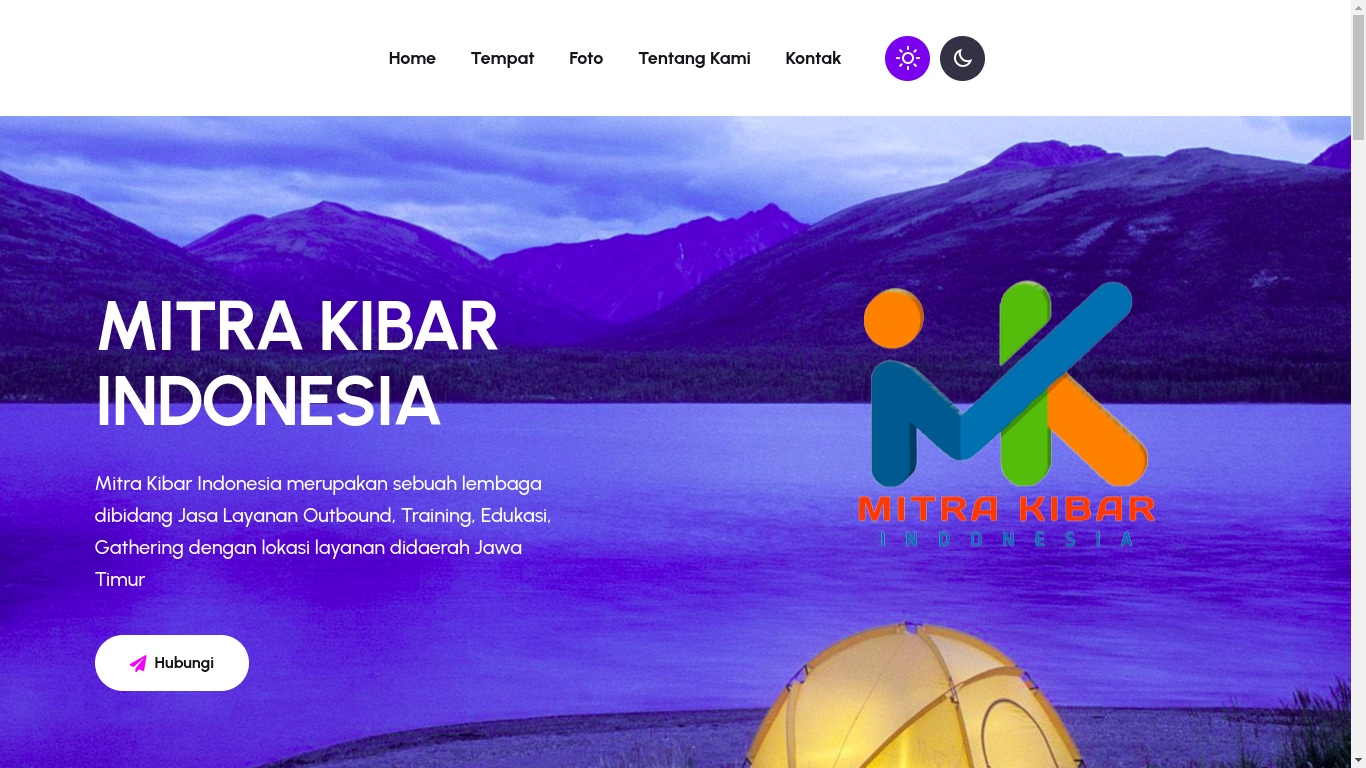 Home Tempat Foto Tentang Kami Kontak
MITRA KIBAR
INDONESIA
Mitra Kibar Indonesia merupakan sebuah lembaga
dibidang Jasa Layanan Outbound, Training, Edukasi,
Gathering dengan lokasi layanan didaerah Jawa
Timur
Hubungi
MITRA KIBAR
INDONESIA